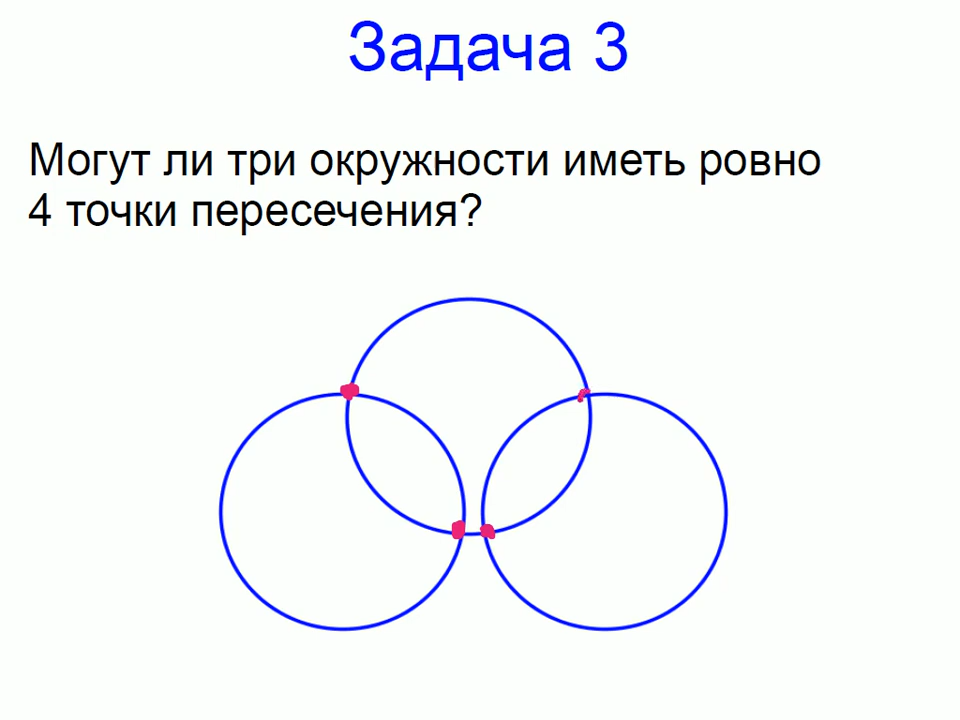 Задача 3
Могут ли три окружности иметь ровно
4 точки пересечения?